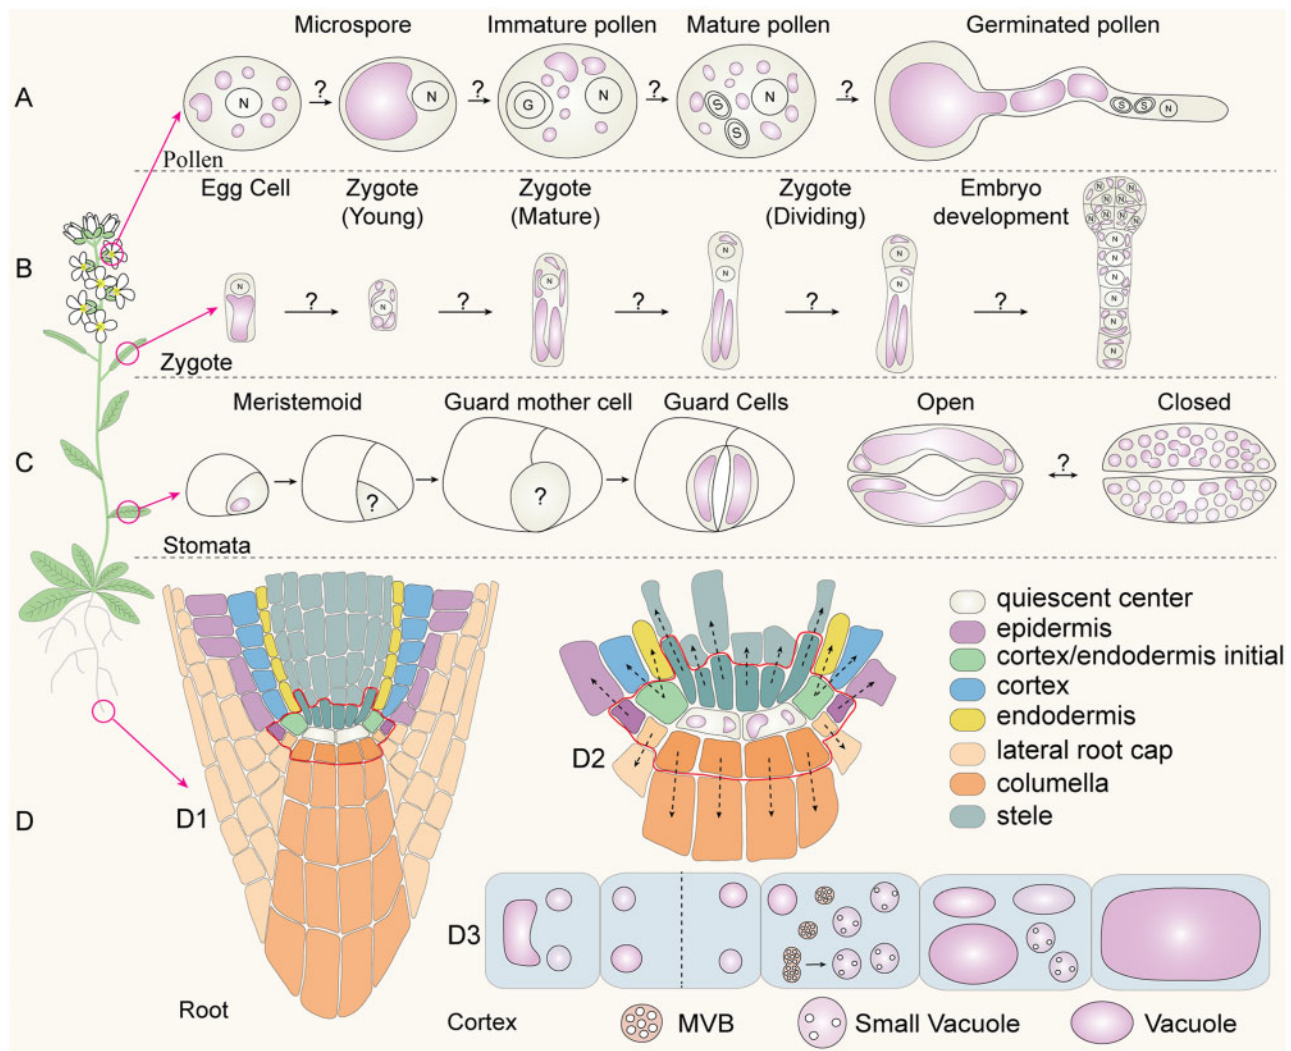 Microspore
Immature pollen
Mature pollen
Germinated pollen
A
N
?
N
?
G
N
?
S
S
N
?
S
S
N
Pollen
Egg Cell
Zygote
(Young)
Zygote
(Mature)
Zygote
(Dividing)
Embryo
development
B
N
?
N
?
N
?
N
N
?
N
N
?
N
N
N
N
N
N
N
N
N
N
N
N
N
N
Zygote
Meristemoid
Guard mother cell
Guard Cells
Open
Closed
C
?
?
?
Stomata
quiescent center
epidermis
cortex/endodermis initial
cortex
endodermis
lateral root cap
columella
stele
D
D1
D2
D3
Root
Cortex
MVB
Small Vacuole
Vacuole